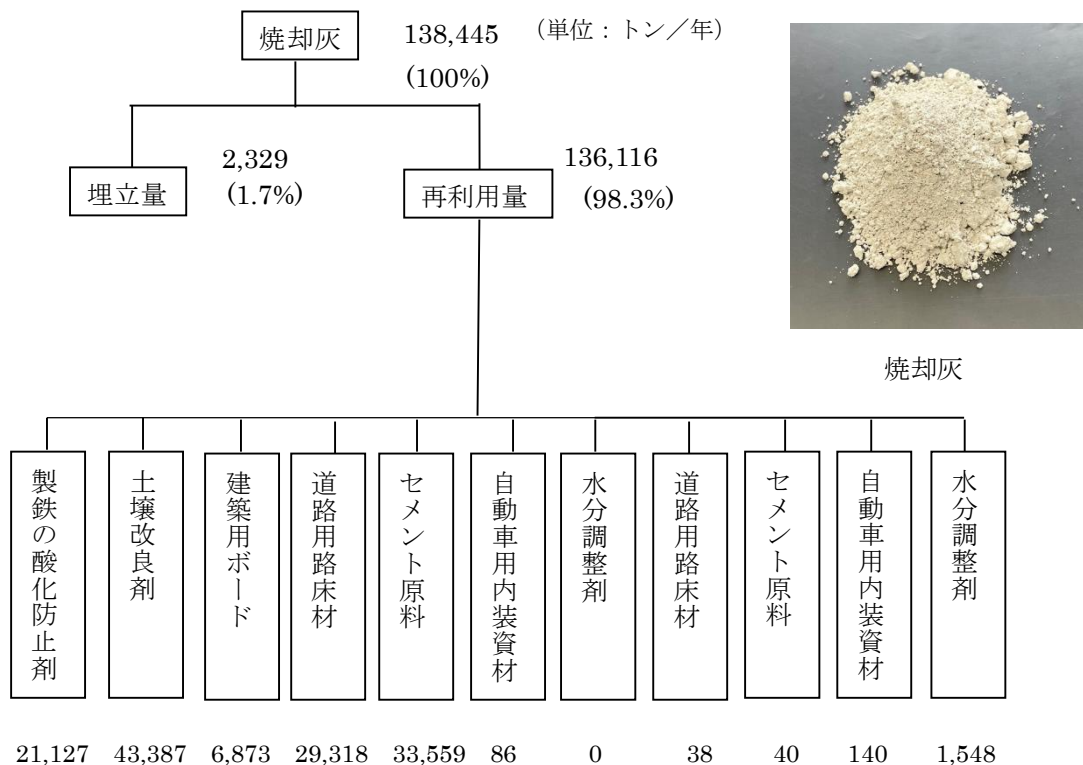 焼却灰 138,445 （単位：トン／年）
(100%)
埋立量 2,329
(1.7%)
再利用量 136,116
(98.3%)
焼却灰
製鉄の酸化防止剤
土壌改良剤
建築用ボード
道路用路床材
セメント原料
自動車用内装資材
水分調整剤
道路用路床材
セメント原料
自動車用内装資材
水分調整剤
21,127 43,387 6,873 29,318 33,559 86 0 38 40 140 1,548